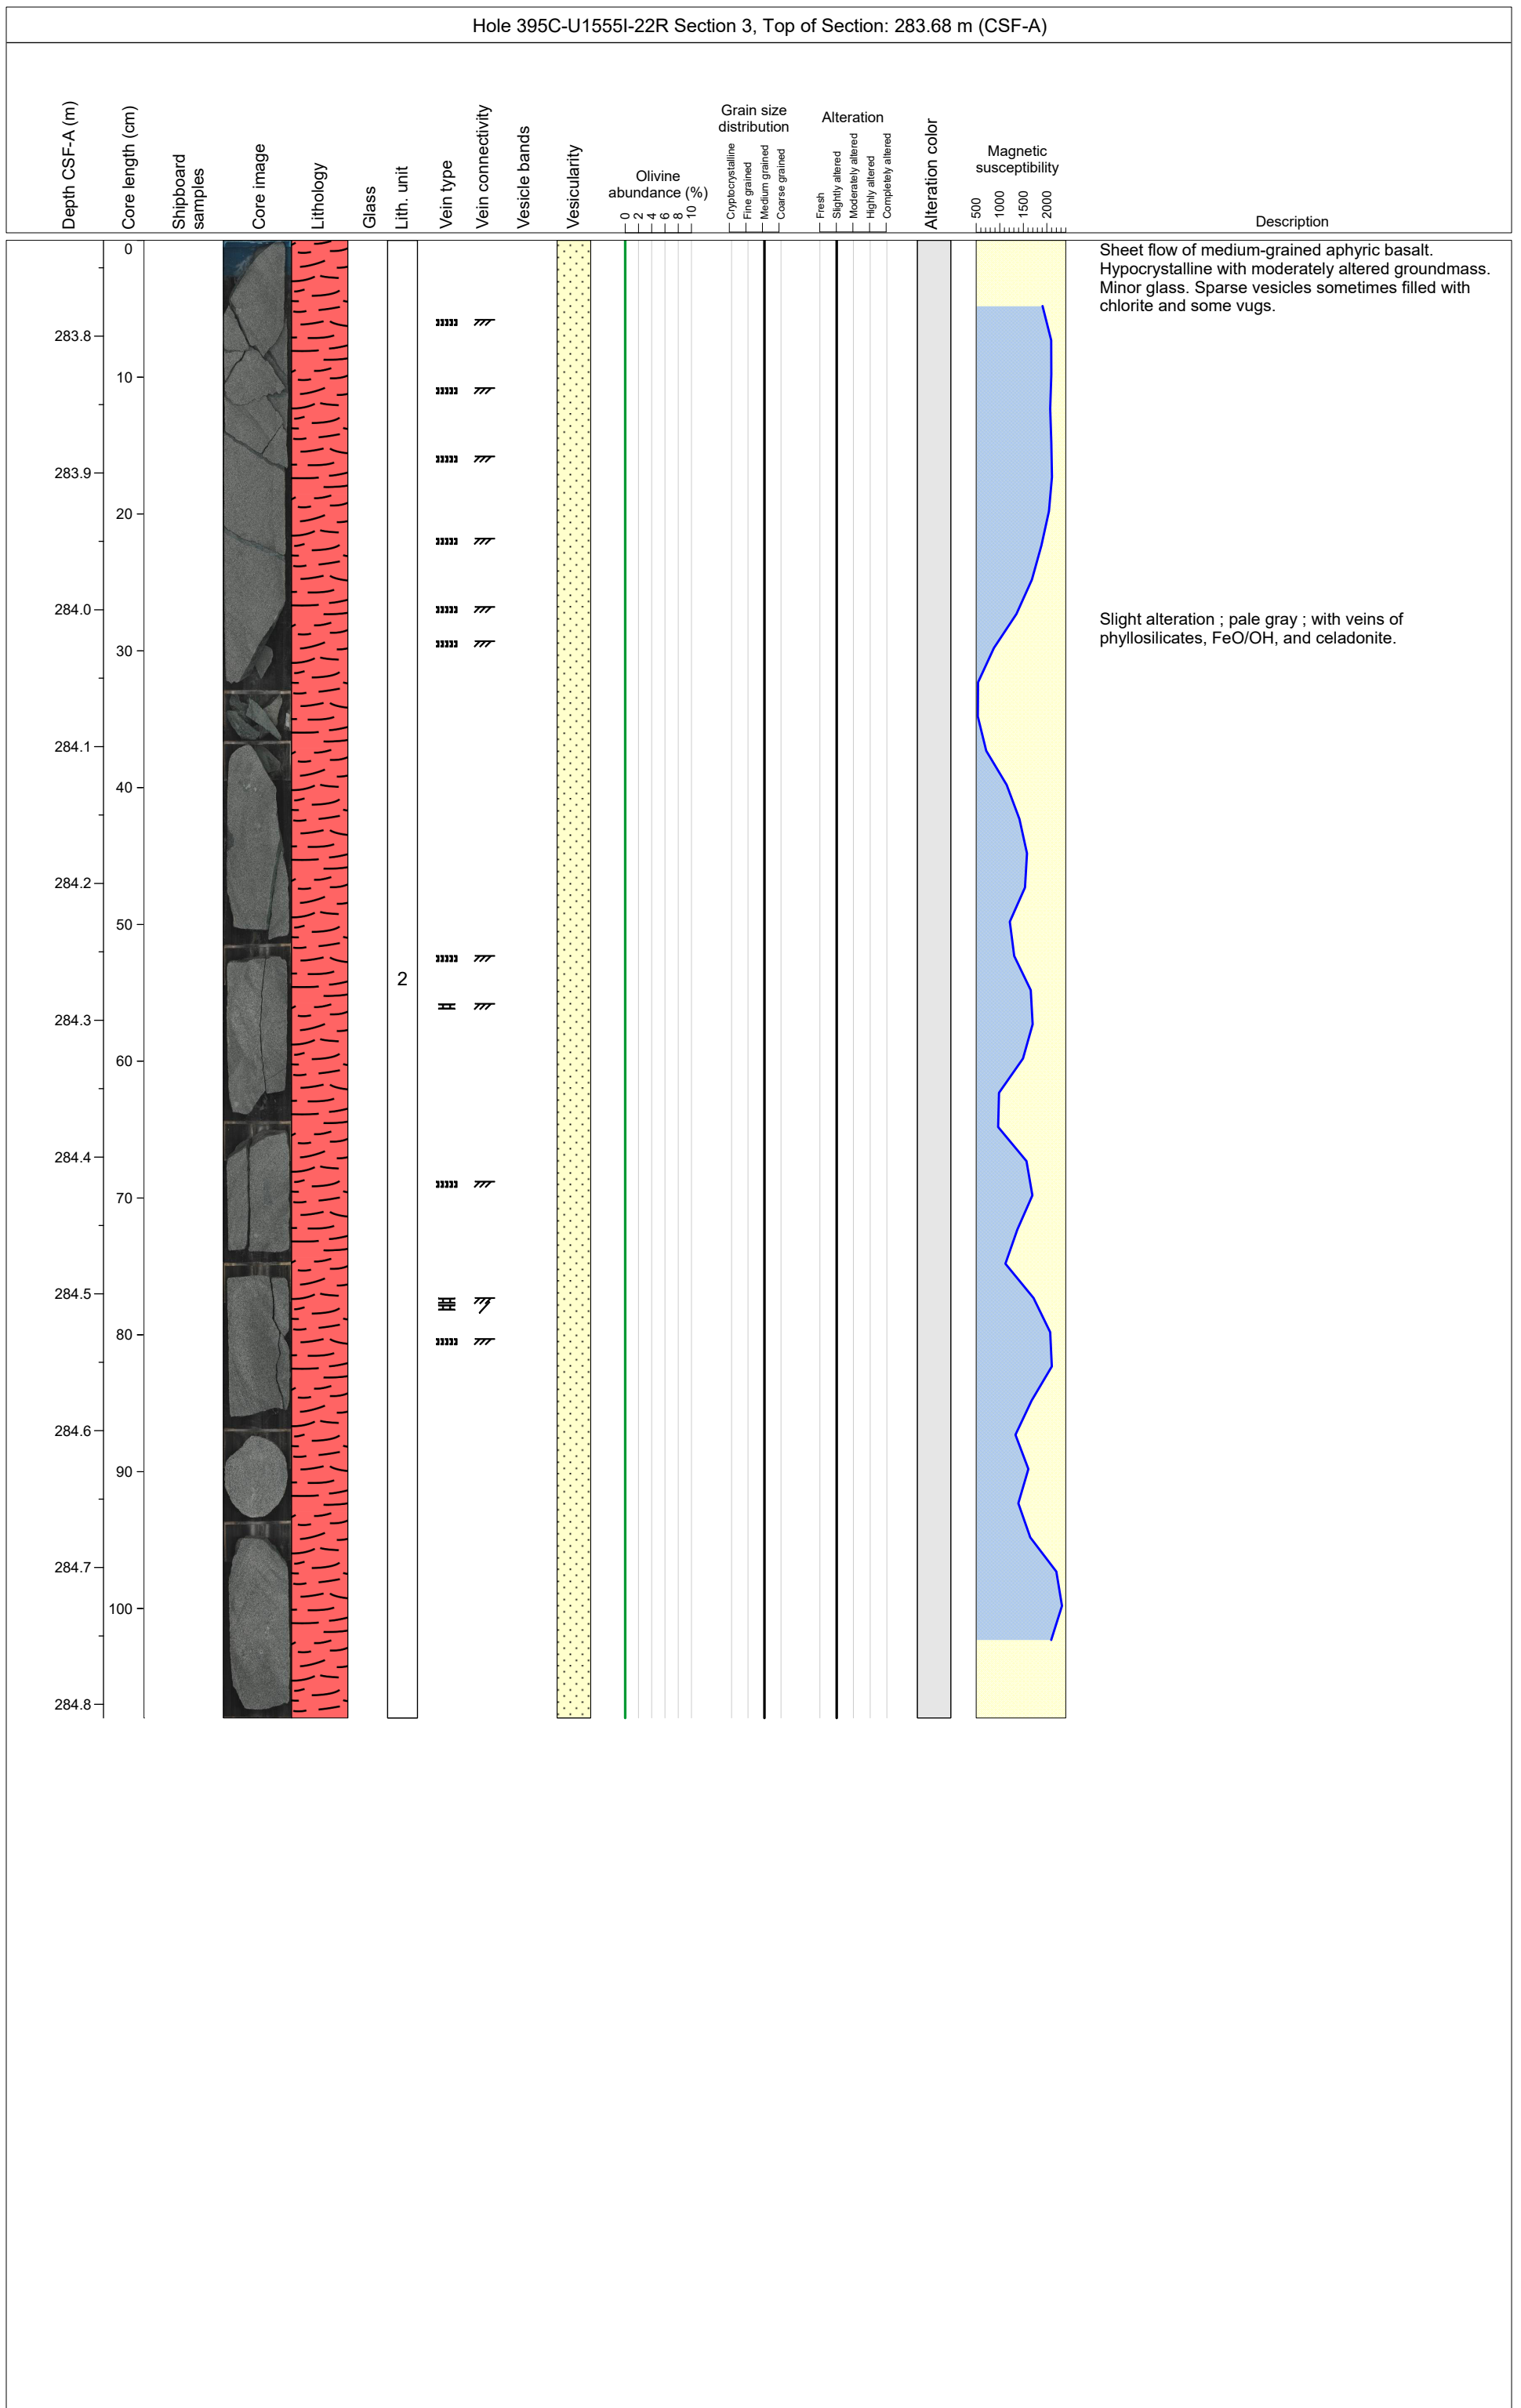 Hole 395C-U1555I-22R Section 3, Top of Section: 283.68 m (CSF-A)
Depth CSF-A (m)
Core length (cm)
Shipboard
samples
Core image
Lithology
Glass
Lith. unit
Vein type
Vein connectivity
Vesicle bands
Vesicularity
Olivine
abundance (%)
0 2 4 6 8 10
Grain size
distribution
Cryptocrystalline
Fine grained
Medium grained
Coarse grained
Alteration
Fresh
Slightly altered
Moderately altered
Highly altered
Completely altered
Alteration color
Magnetic
susceptibility
500 1000 1500 2000
Description
0
283.8
10
283.9
20
284.0
30
284.1
40
284.2
50
284.3
60
284.4
70
284.5
80
284.6
90
284.7
100
284.8
2
Sheet flow of medium-grained aphyric basalt.
Hypocrystalline with moderately altered groundmass.
Minor glass. Sparse vesicles sometimes filled with
chlorite and some vugs.
Slight alteration ; pale gray ; with veins of
phyllosilicates, FeO/OH, and celadonite.